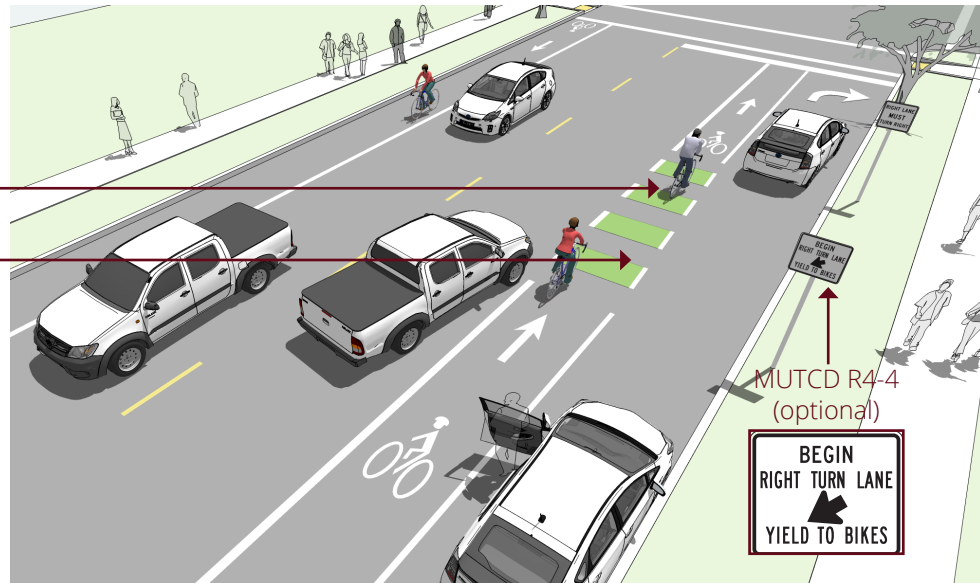 RIGHT LANE
MUST
TURN RIGHT
BEGIN
RIGHT TURN LANE
YIELD TO BIKES
MUTCD R4-4
(optional)
BEGIN
RIGHT TURN LANE
YIELD TO BIKES